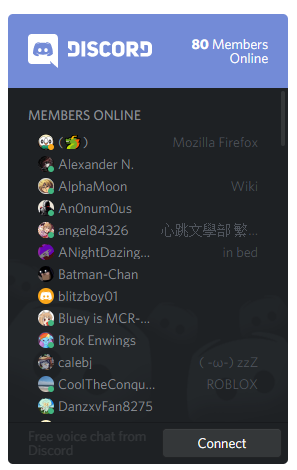 DISCORD
80 Members
Online
MEMBERS ONLINE
( ) Mozilla Firefox
Alexander N.
AlphaMoon Wiki
An0num0us
angel84326 心跳文學部 繁...
ANightDazing... in bed
Batman-Chan
blitzboy01
Bluey is MCR-...
Brok Enwings
calebj ( -ω-) zzZ
CoolTheConqu... ROBLOX
DanzxvFan8275
Free voice chat from
Discord
Connect